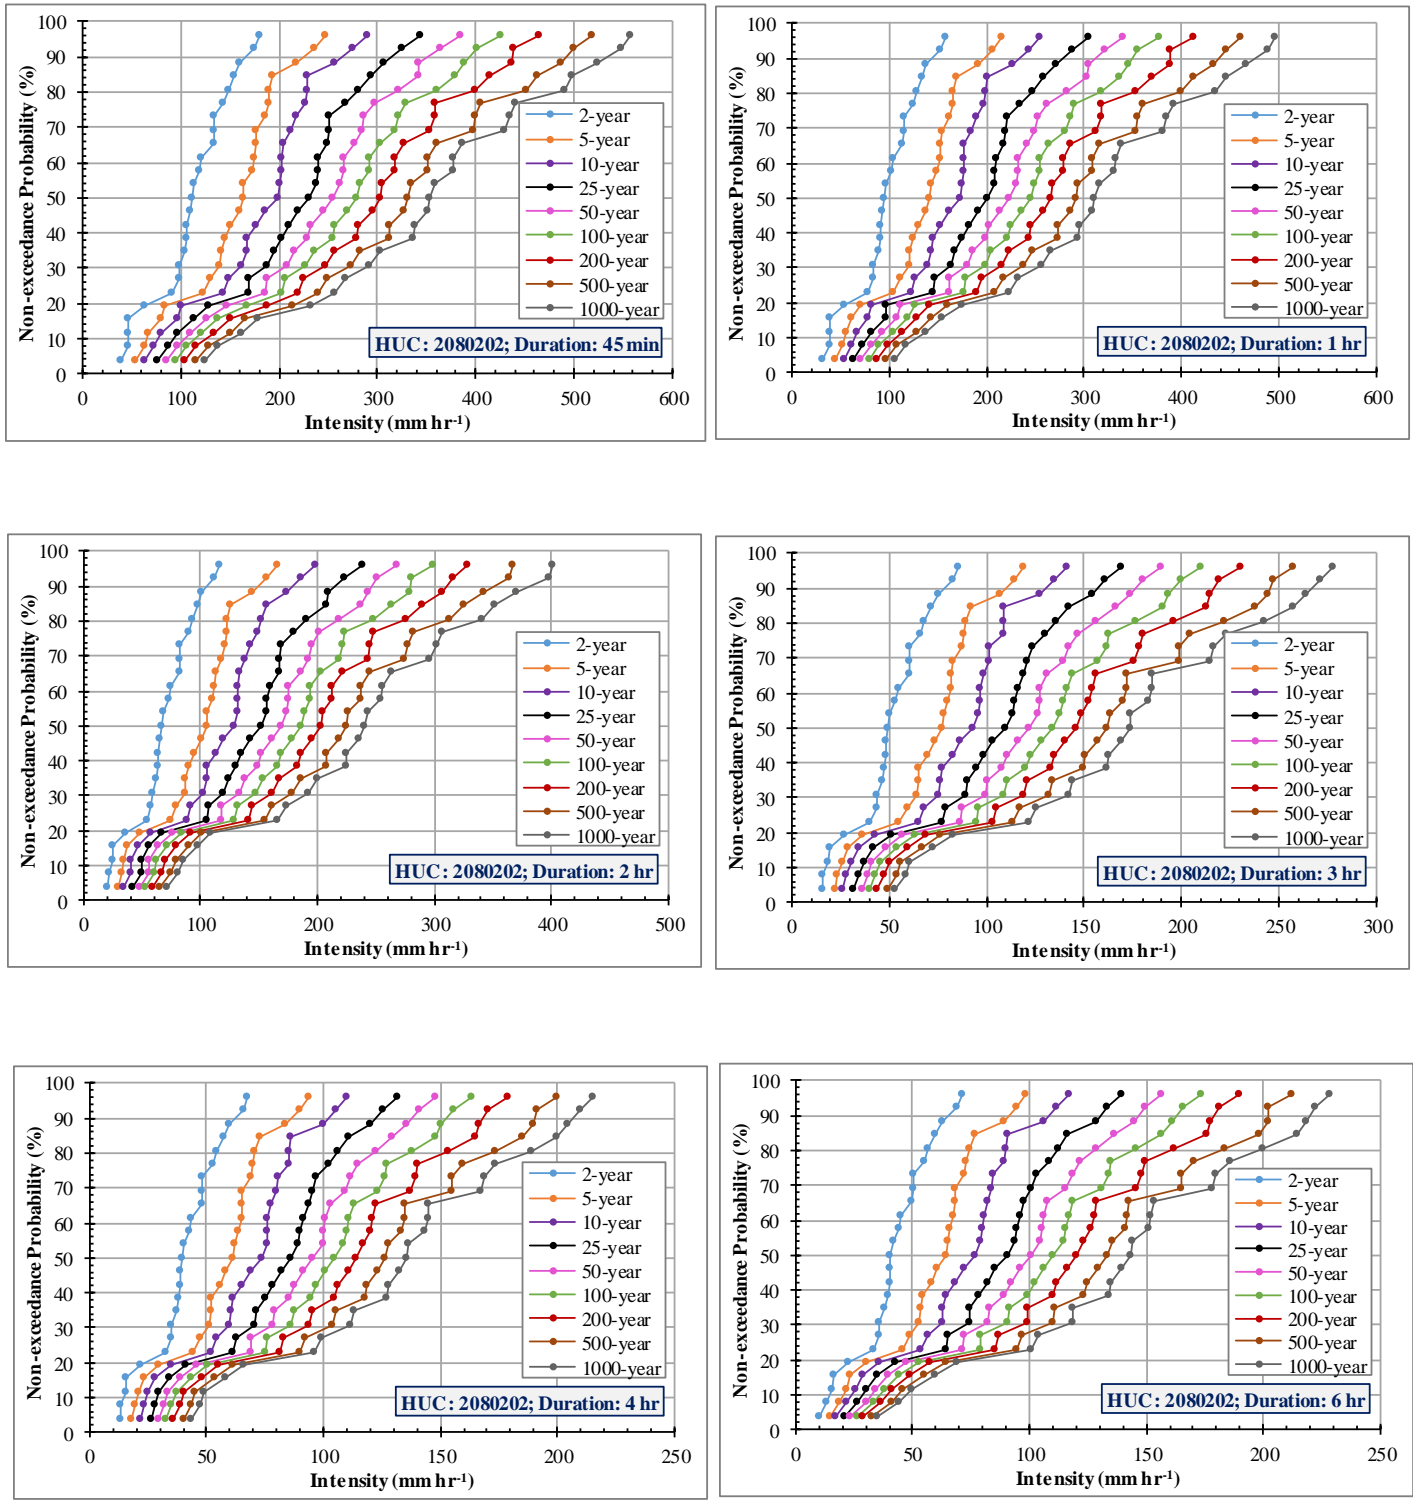 100
90
80
70
60
50
40
30
20
10
0
Non-exceedance Probability (%)
2-year
5-year
10-year
25-year
50-year
100-year
200-year
500-year
1000-year
HUC: 2080202; Duration: 45 min
0 100 200 300 400 500 600
Intensity (mm hr-1)
100
90
80
70
60
50
40
30
20
10
0
Non-exceedance Probability (%)
2-year
5-year
10-year
25-year
50-year
100-year
200-year
500-year
1000-year
HUC: 2080202; Duration: 1 hr
0 100 200 300 400 500 600
Intensity (mm hr-1)
100
90
80
70
60
50
40
30
20
10
0
Non-exceedance Probability (%)
2-year
5-year
10-year
25-year
50-year
100-year
200-year
500-year
1000-year
HUC: 2080202; Duration: 2 hr
0 100 200 300 400 500
Intensity (mm hr-1)
100
90
80
70
60
50
40
30
20
10
0
Non-exceedance Probability (%)
2-year
5-year
10-year
25-year
50-year
100-year
200-year
500-year
1000-year
HUC: 2080202; Duration: 3 hr
0 50 100 150 200 250 300
Intensity (mm hr-1)
100
90
80
70
60
50
40
30
20
10
0
Non-exceedance Probability (%)
2-year
5-year
10-year
25-year
50-year
100-year
200-year
500-year
1000-year
HUC: 2080202; Duration: 4 hr
0 50 100 150 200 250
Intensity (mm hr-1)
100
90
80
70
60
50
40
30
20
10
0
Non-exceedance Probability (%)
2-year
5-year
10-year
25-year
50-year
100-year
200-year
500-year
1000-year
HUC: 2080202; Duration: 6 hr
0 50 100 150 200 250
Intensity (mm hr-1)